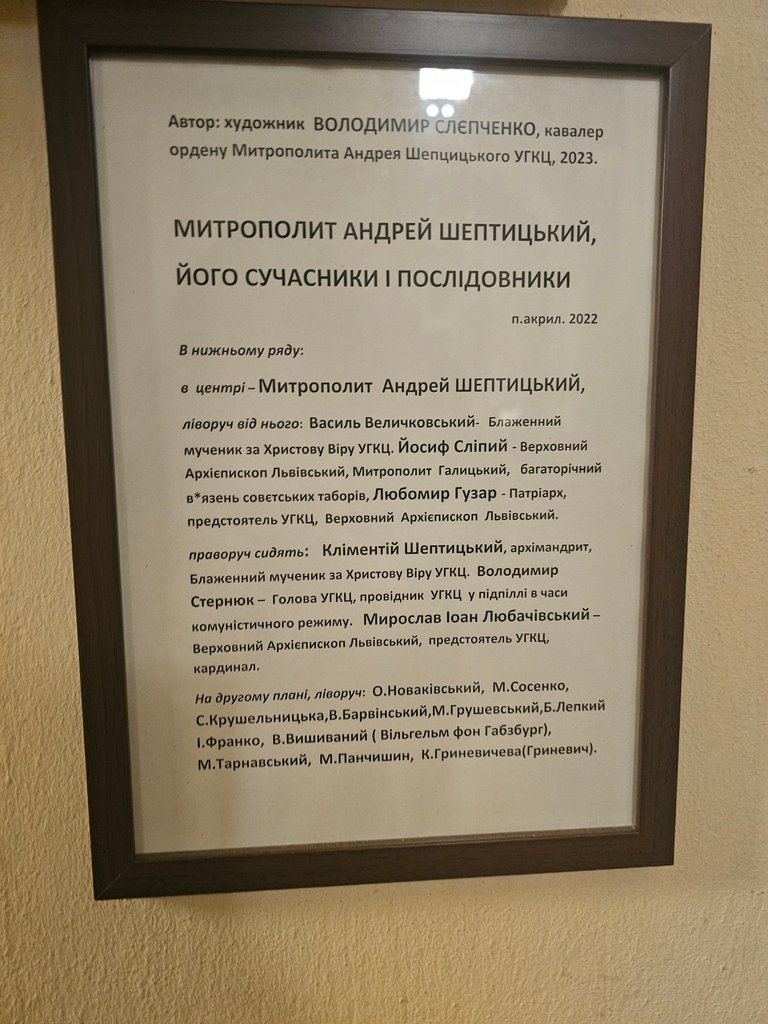 Автор: художник ВОЛОДИМИР СЛЄПЧЕНКО, кавалер
ордену Митрополита Андрея Шепцицького УГКЦ, 2023.
МИТРОПОЛИТ АНДРЕЙ ШЕПТИЦЬКИЙ,
ЙОГО СУЧАСНИКИ І ПОСЛІДОВНИКИ
п.акрил. 2022
В нижньому ряду:
в центрі – Митрополит Андрей ШЕПТИЦЬКИЙ,
ліворуч від нього: Василь Величковський- Блаженний
мученик за Христову Віру УГКЦ. Йосиф Сліпий - Верховний
Архієпископ Львівський, Митрополит Галицький, багаторічний
в*язень совєтських таборів, Любомир Гузар - Патріарх,
предстоятель УГКЦ, Верховний Архієпископ Львівський.
праворуч сидять: Кліментій Шептицький, архімандрит,
Блаженний мученик за Христову Віру УГКЦ. Володимир
Стернюк – Голова УГКЦ, провідник УГКЦ у підпіллі в часи
комуністичного режиму. Мирослав Іоан Любачівський –
Верховний Архієпископ Львівський, предстоятель УГКЦ,
кардинал.
На другому плані, ліворуч: О.Новаківський, М.Сосенко,
С.Крушельницька,В.Барвінський,М.Грушевський,Б.Лепкий
І.Франко, В.Вишиваний ( Вільгельм фон Габзбург),
М.Тарнавський, М.Панчишин, К.Гриневичева(Гриневич).